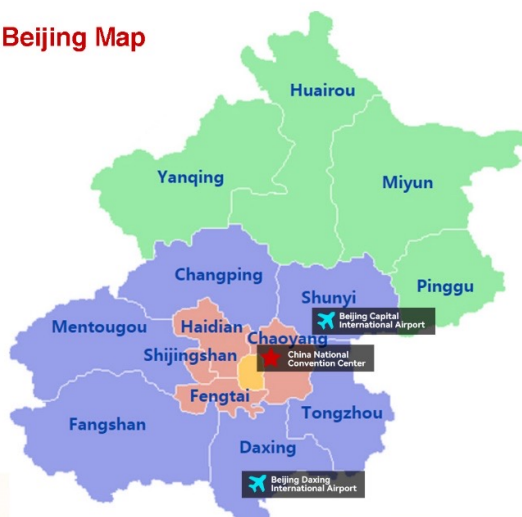 Beijing Map
Huairou
Yanqing
Miyun
Changping
Pinggu
Shunyi
Beijing Capital
International Airport
Mentougou
Haidian
Chaoyang
Shijingshan
China National
Convention Center
Fengtai
Tongzhou
Fangshan
Daxing
Beijing Daxing
International Airport